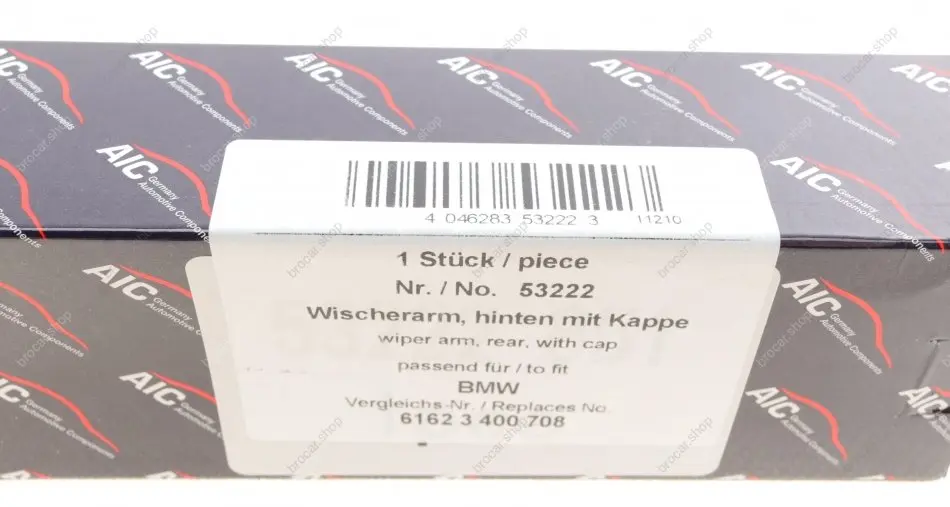 AIC
Germany
Automotive Components
4 046283 53222 3 11210
1 Stück / piece
Nr. / No. 53222
Wischerarm, hinten mit Kappe
wiper arm, rear, with cap
passend für / to fit
BMW
Vergleichs-Nr. / Replaces No.
6162 3 400 708
brocar.shop